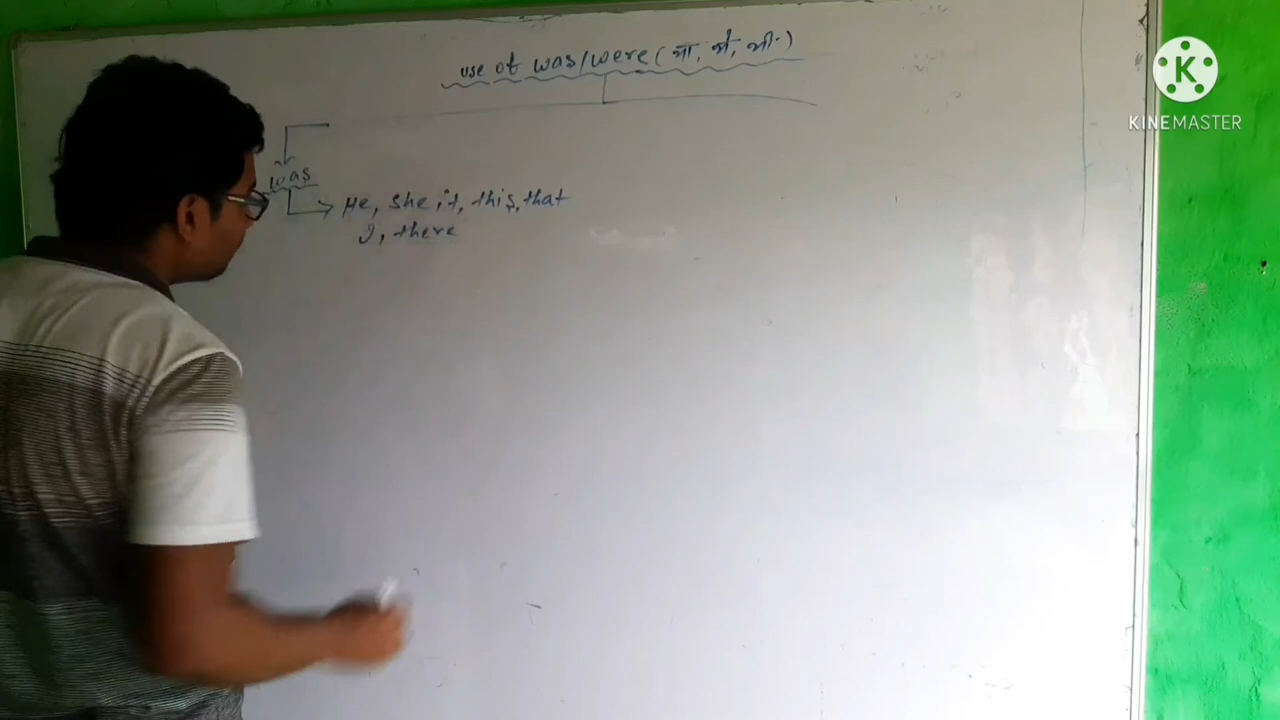 use of was/were (था, थे, थी)
was
He, she, it, this, that
I, there
K
KINEMASTER